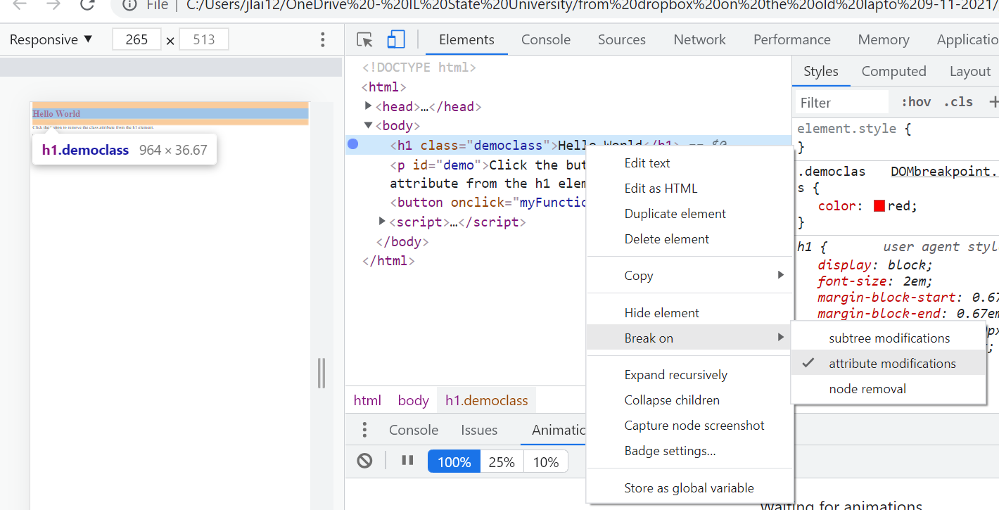 File | C:/Users/jlai12/OneDrive%20-%20IL%20State%20University/from%20dropbox%20on%20the%20old%20lapto%209-11-2021/
Responsive ▼ 265 × 513
Elements Console Sources Network Performance Memory Applicatio
<!DOCTYPE html>
<html>
<head>…</head>
<body>
<h1 class="democlass">Hello World</h1> == $0
<p id="demo">Click the but
attribute from the h1 elem
<button onclick="myFunctio
<script>…</script>
</body>
</html>
Hello World
Click the button to remove the class attribute from the h1 element.
h1.democlass 964 × 36.67
Edit text
Edit as HTML
Duplicate element
Delete element
Copy
Hide element
Break on
Expand recursively
Collapse children
Capture node screenshot
Badge settings…
Store as global variable
subtree modifications
attribute modifications
node removal
Styles Computed Layout
Filter :hov .cls +
element.style {
}
.democlas DOMbreakpoint.
s {
color: red;
}
h1 { user agent styl
display: block;
font-size: 2em;
margin-block-start: 0.67
margin-block-end: 0.67em
px
;
html body h1.democlass
Console Issues Animatio
100% 25% 10%
Waiting for animations